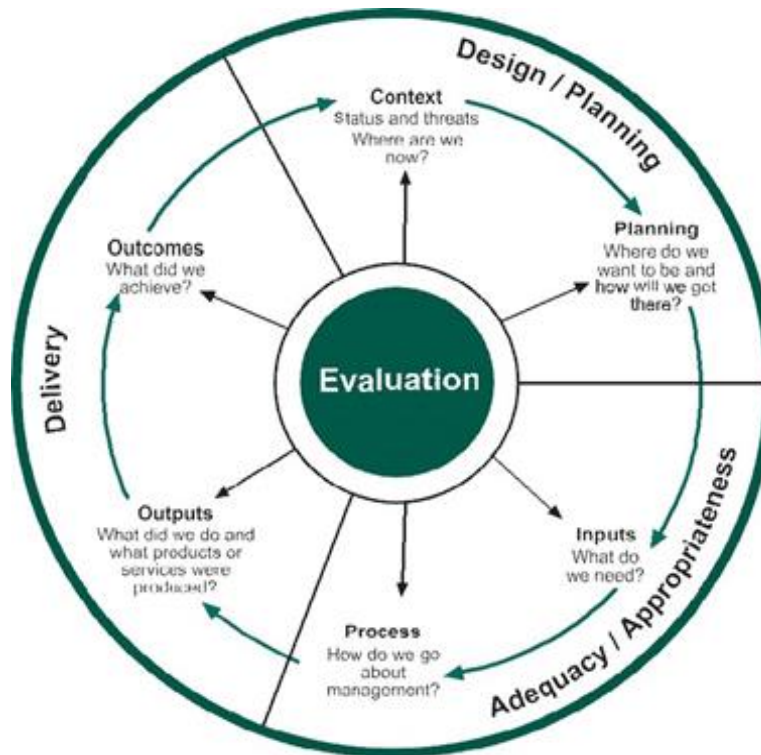 Design / Planning
Context
Status and threats
Where are we
now?
Planning
Where do we
want to be and
how will we get
there?
Outcomes
What did we
achieve?
Evaluation
Delivery
Outputs
What did we do and
what products or
services were
produced?
Inputs
What do
we need?
Process
How do we go
about
management?
Adequacy / Appropriateness